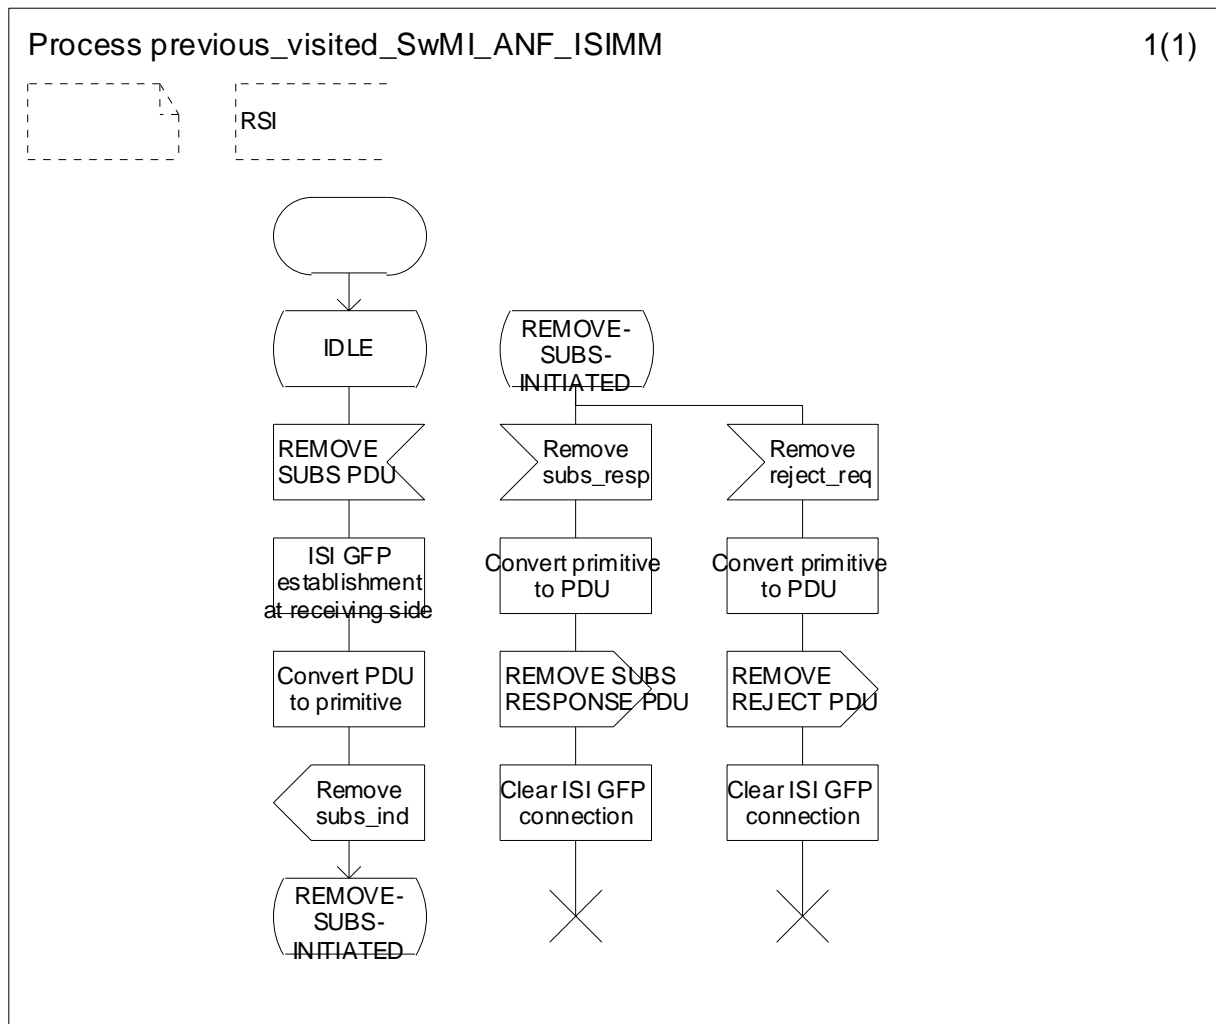 Process previous_visited_SwMI_ANF_ISIMM
1(1)
RSI
IDLE
REMOVE
SUBS PDU
ISI GFP
establishment
at receiving side
Convert PDU
to primitive
Remove
subs_ind
REMOVE-
SUBS-
INITIATED
REMOVE-
SUBS-
INITIATED
Remove
subs_resp
Convert primitive
to PDU
REMOVE SUBS
RESPONSE PDU
Clear ISI GFP
connection
Remove
reject_req
Convert primitive
to PDU
REMOVE
REJECT PDU
Clear ISI GFP
connection